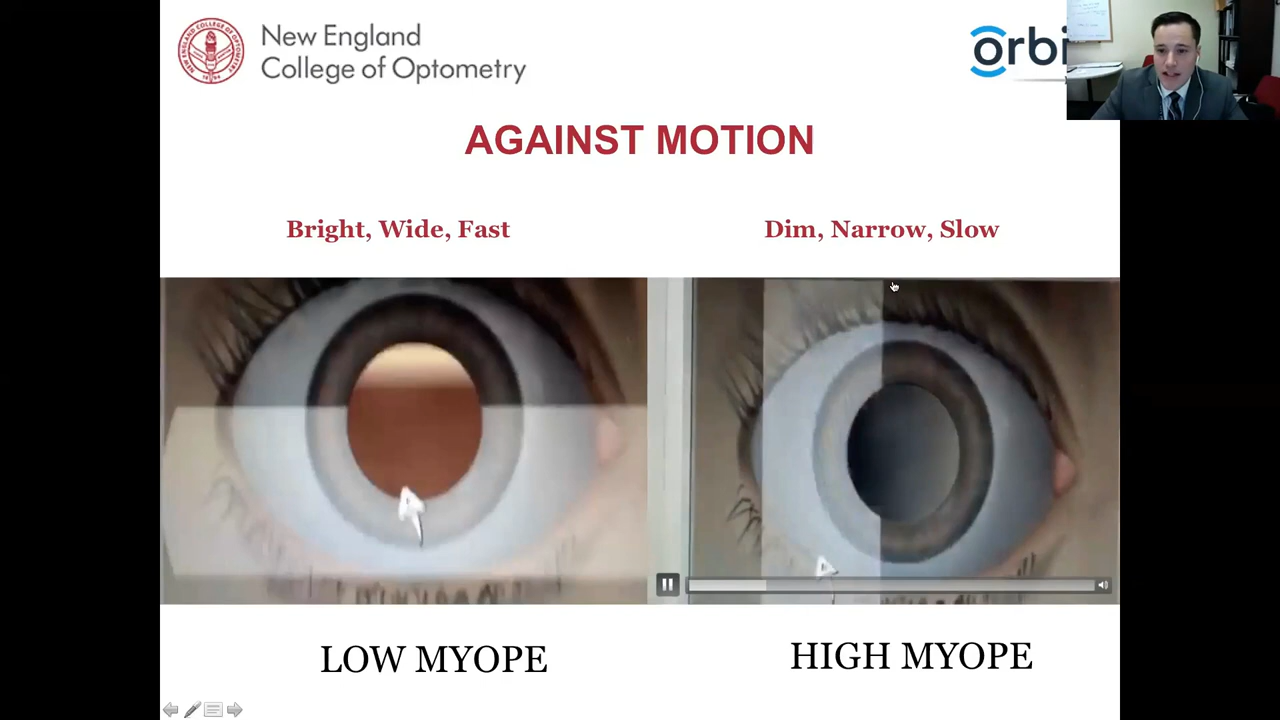 New England
College of Optometry
orbi
AGAINST MOTION
Bright, Wide, Fast
Dim, Narrow, Slow
LOW MYOPE
HIGH MYOPE